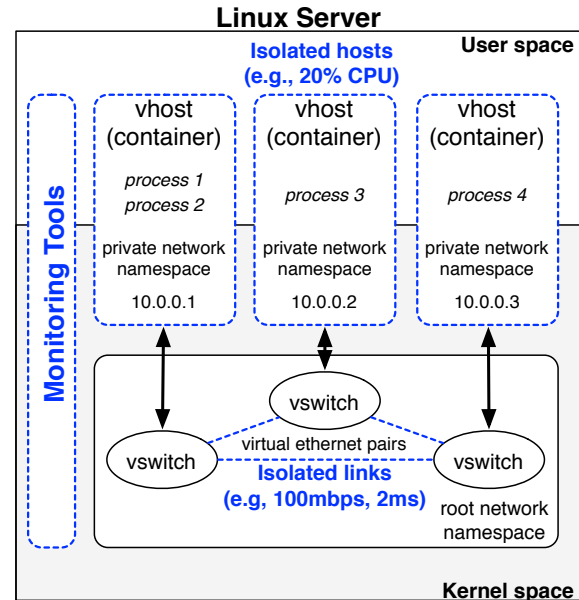 Linux Server
User space
Isolated hosts
(e.g., 20% CPU)
Monitoring Tools
vhost
(container)
process 1
process 2
private network
namespace
10.0.0.1
vhost
(container)
process 3
private network
namespace
10.0.0.2
vhost
(container)
process 4
private network
namespace
10.0.0.3
vswitch
virtual ethernet pairs
vswitch
vswitch
Isolated links
(e.g, 100mbps, 2ms)
root network
namespace
Kernel space